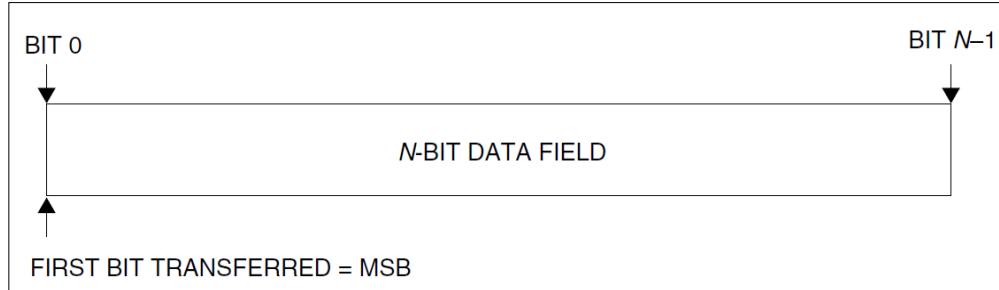 BIT 0
BIT N–1
N-BIT DATA FIELD
FIRST BIT TRANSFERRED = MSB